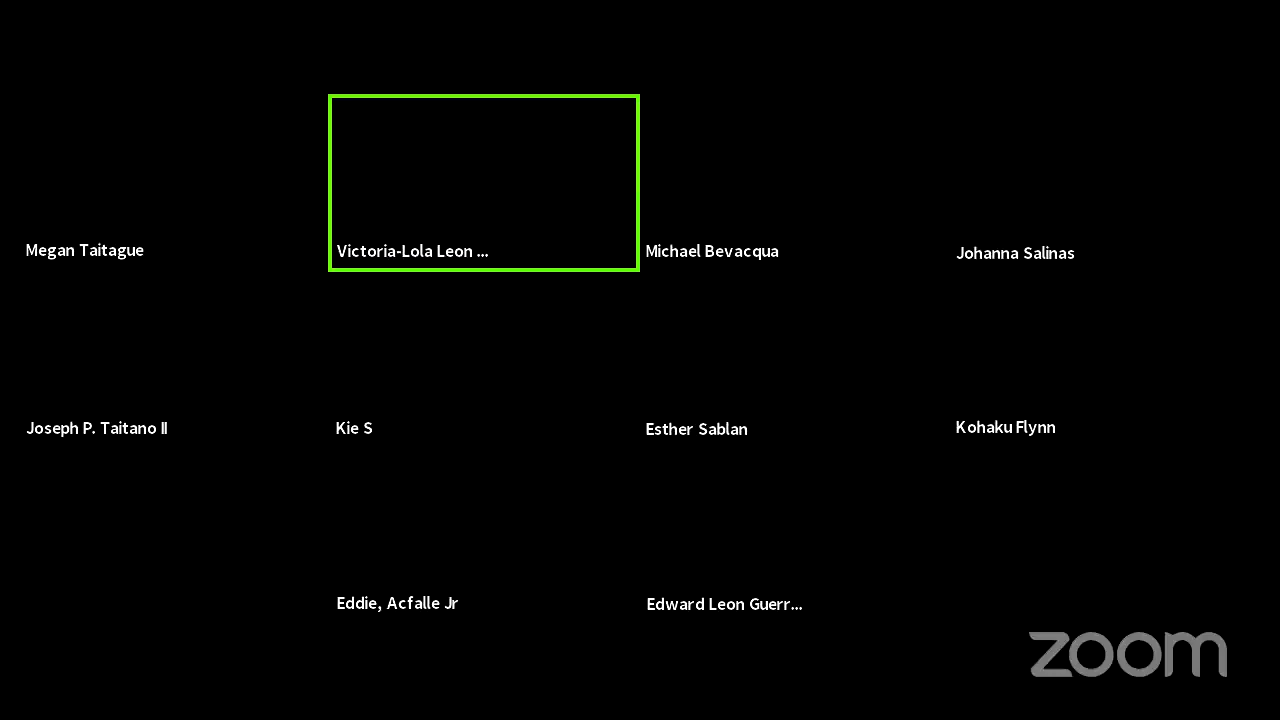 Megan Taitague
Victoria-Lola Leon ...
Michael Bevacqua
Johanna Salinas
Joseph P. Taitano II
Kie S
Esther Sablan
Kohaku Flynn
Eddie, Acfalle Jr
Edward Leon Guerr...
zoom